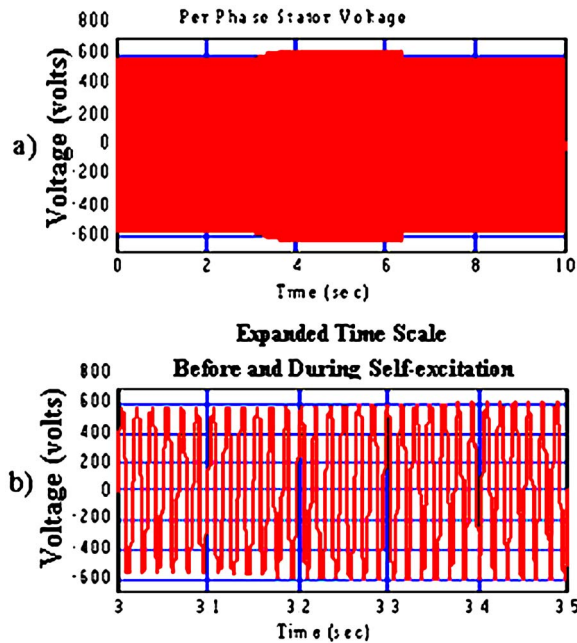 Per Phase Stator Voltage
800
600
400
200
0
-200
-400
-600
Voltage (volts)
a)
0 2 4 6 8 10
Time (sec)
Expanded Time Scale
Before and During Self-excitation
800
600
400
200
0
-200
-400
-600
Voltage (volts)
b)
3 3 1 3 2 3 3 3 4 3 5
Time (sec)